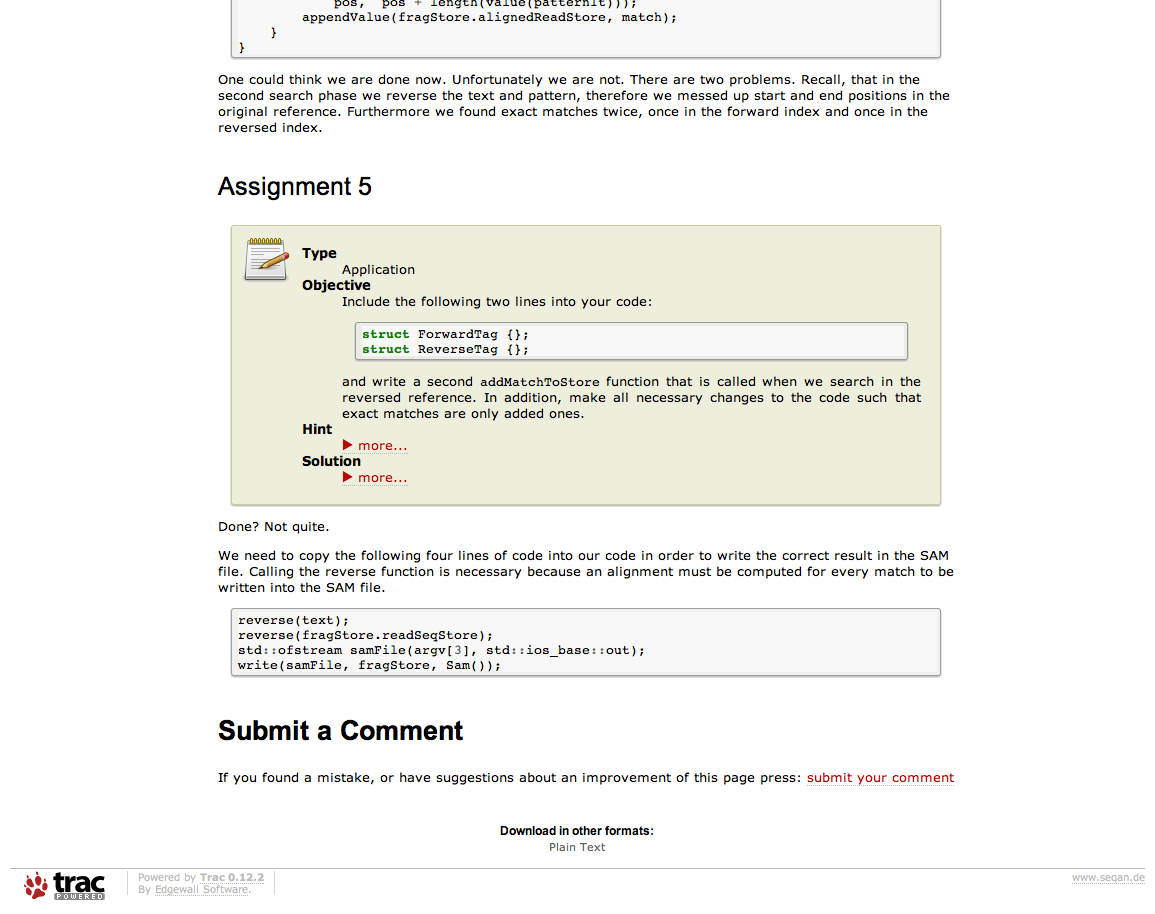 pos, pos + length(value(patternIt)));
appendValue(fragStore.alignedReadStore, match);
}
}
One could think we are done now. Unfortunately we are not. There are two problems. Recall, that in the
second search phase we reverse the text and pattern, therefore we messed up start and end positions in the
original reference. Furthermore we found exact matches twice, once in the forward index and once in the
reversed index.
Assignment 5
Type
Application
Objective
Include the following two lines into your code:
struct ForwardTag {};
struct ReverseTag {};
and write a second addMatchToStore function that is called when we search in the
reversed reference. In addition, make all necessary changes to the code such that
exact matches are only added ones.
Hint
more...
Solution
more...
Done? Not quite.
We need to copy the following four lines of code into our code in order to write the correct result in the SAM
file. Calling the reverse function is necessary because an alignment must be computed for every match to be
written into the SAM file.
reverse(text);
reverse(fragStore.readSeqStore);
std::ofstream samFile(argv[3], std::ios_base::out);
write(samFile, fragStore, Sam());
Submit a Comment
If you found a mistake, or have suggestions about an improvement of this page press: submit your comment
Download in other formats:
Plain Text
trac
POWERED
Powered by Trac 0.12.2
By Edgewall Software.
www.seqan.de